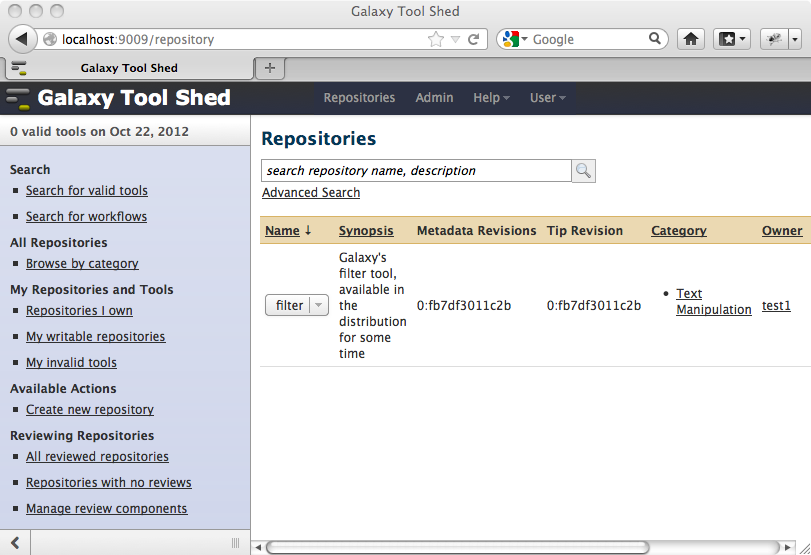 Galaxy Tool Shed
localhost:9009/repository
Google
Galaxy Tool Shed
Galaxy Tool Shed
Repositories Admin Help User
0 valid tools on Oct 22, 2012
Search
Search for valid tools
Search for workflows
All Repositories
Browse by category
My Repositories and Tools
Repositories I own
My writable repositories
My invalid tools
Available Actions
Create new repository
Reviewing Repositories
All reviewed repositories
Repositories with no reviews
Manage review components
Repositories
search repository name, description
Advanced Search
Name ↓ Synopsis Metadata Revisions Tip Revision Category Owner
filter
Galaxy's
filter tool,
available in
the
distribution
for some
time
0:fb7df3011c2b
0:fb7df3011c2b
Text
Manipulation
test1